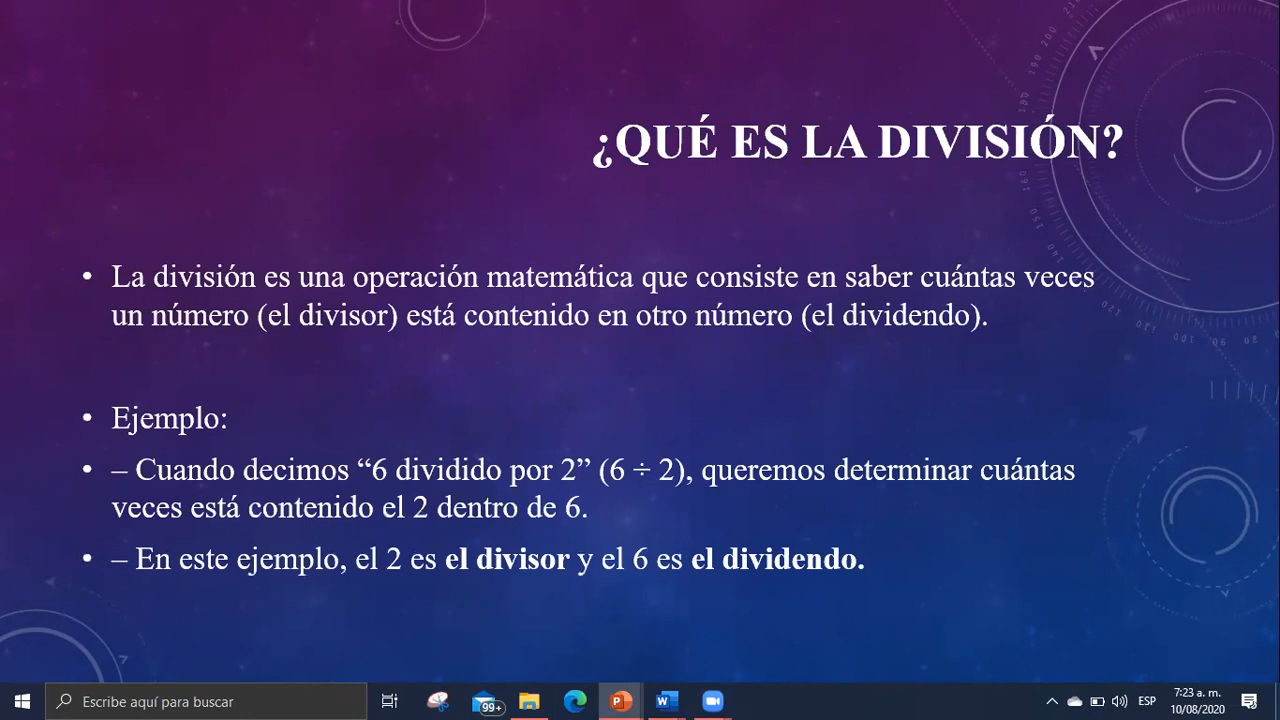 ¿QUÉ ES LA DIVISIÓN?
• La división es una operación matemática que consiste en saber cuántas veces
un número (el divisor) está contenido en otro número (el dividendo).
• Ejemplo:
• – Cuando decimos “6 dividido por 2” (6 ÷ 2), queremos determinar cuántas
veces está contenido el 2 dentro de 6.
• – En este ejemplo, el 2 es el divisor y el 6 es el dividendo.
Escribe aquí para buscar
99+
ESP
7:23 a. m.
10/08/2020